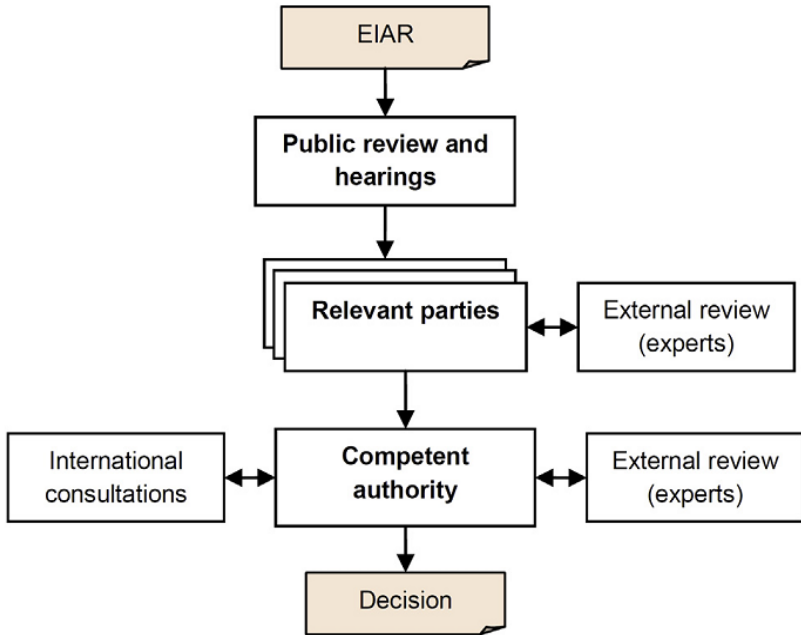 EIAR
Public review and
hearings
Relevant parties
External review
(experts)
International
consultations
Competent
authority
External review
(experts)
Decision